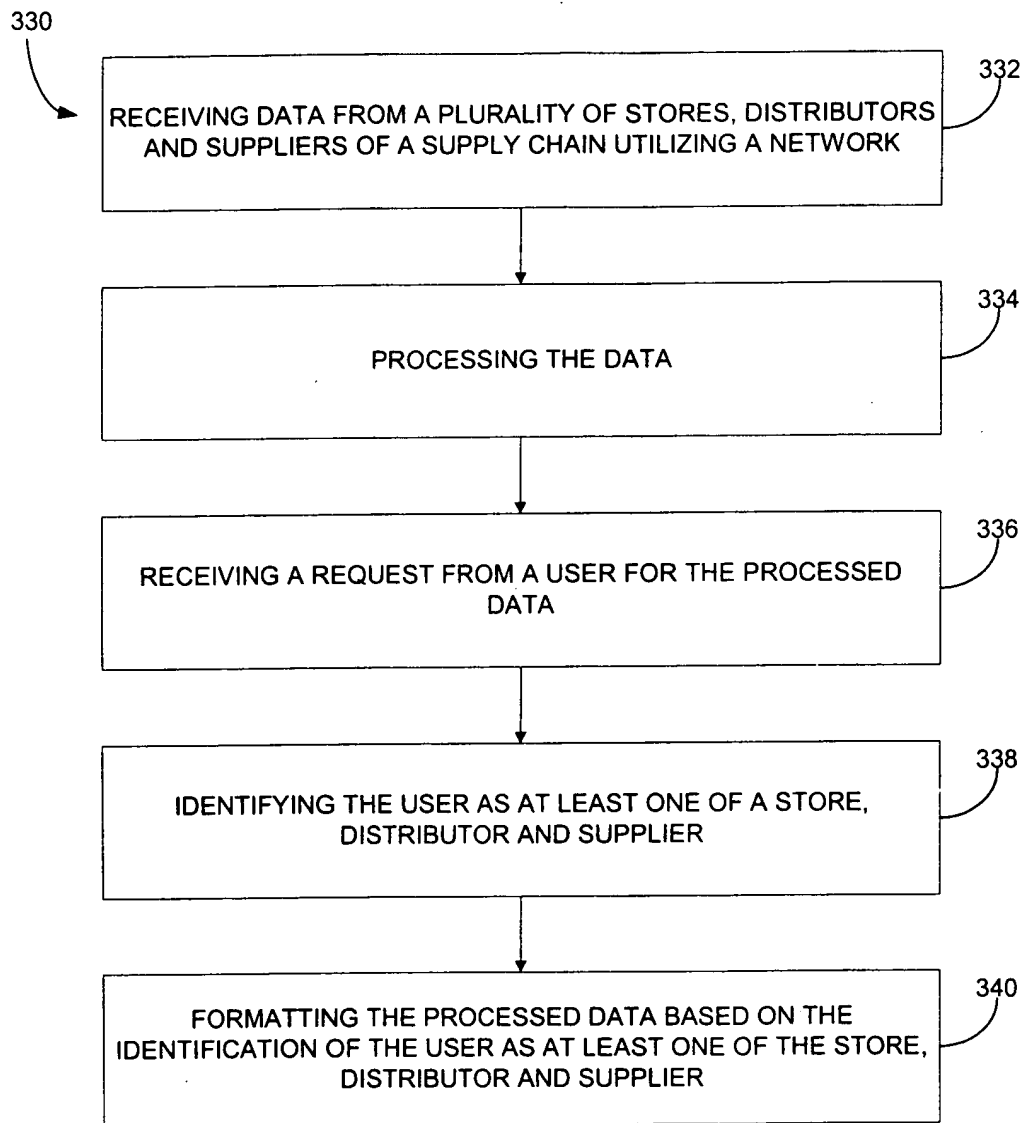 330
332
RECEIVING DATA FROM A PLURALITY OF STORES, DISTRIBUTORS
AND SUPPLIERS OF A SUPPLY CHAIN UTILIZING A NETWORK
334
PROCESSING THE DATA
336
RECEIVING A REQUEST FROM A USER FOR THE PROCESSED
DATA
338
IDENTIFYING THE USER AS AT LEAST ONE OF A STORE,
DISTRIBUTOR AND SUPPLIER
340
FORMATTING THE PROCESSED DATA BASED ON THE
IDENTIFICATION OF THE USER AS AT LEAST ONE OF THE STORE,
DISTRIBUTOR AND SUPPLIER